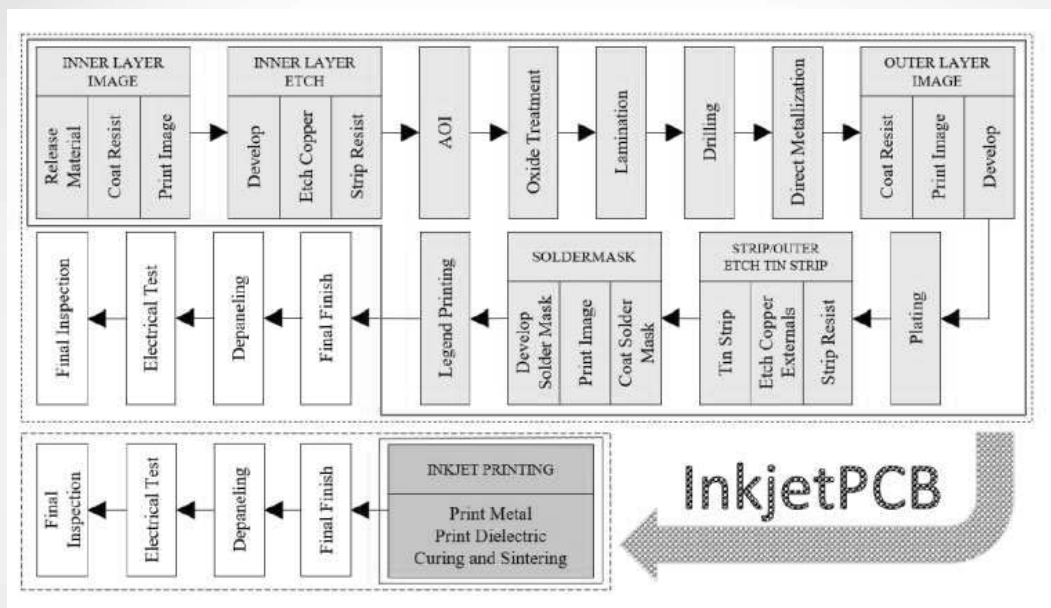 INNER LAYER
IMAGE
Release
Material
Coat Resist
Print Image
INNER LAYER
ETCH
Develop
Etch Copper
Strip Resist
AOI
Oxide Treatment
Lamination
Drilling
Direct Metallization
OUTER LAYER
IMAGE
Coat Resist
Print Image
Develop
Final Inspection
Electrical Test
Depaneling
Final Finish
Legend Printing
SOLDERMASK
Develop
Solder Mask
Print Image
Coat Solder
Mask
STRIP/OUTER
ETCH TIN STRIP
Tin Strip
Etch Copper
Externals
Strip Resist
Plating
Final
Inspection
Electrical Test
Depaneling
Final Finish
INKJET PRINTING
Print Metal
Print Dielectric
Curing and Sintering
InkjetPCB